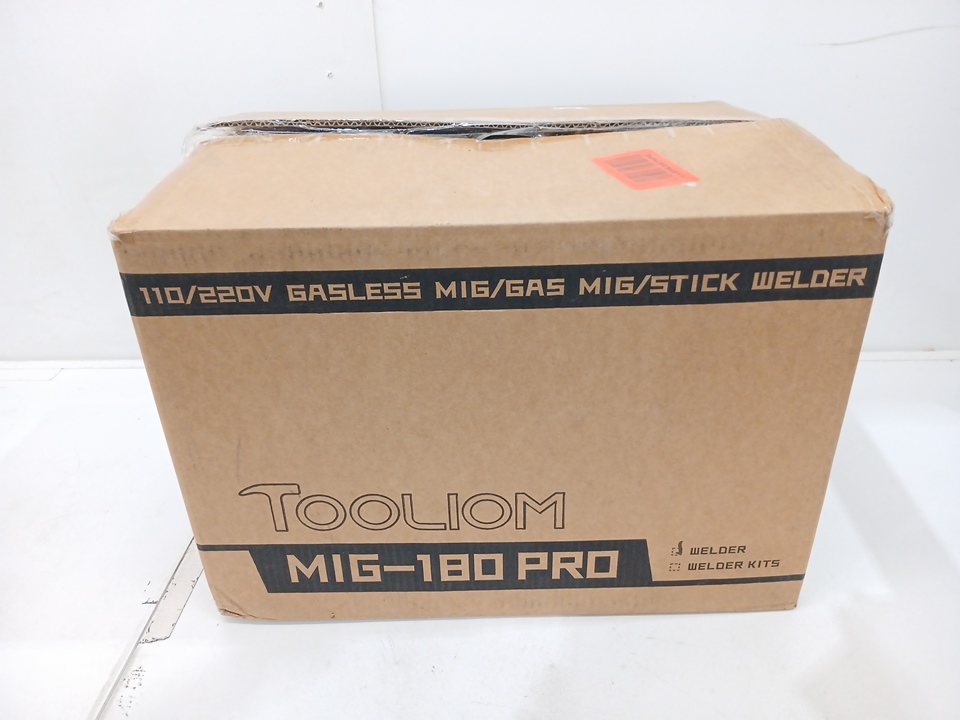 110/220V GASLESS MIG/GAS MIG/STICK WELDER
TOOLIOM
MIG-180 PRO
WELDER
WELDER KITS